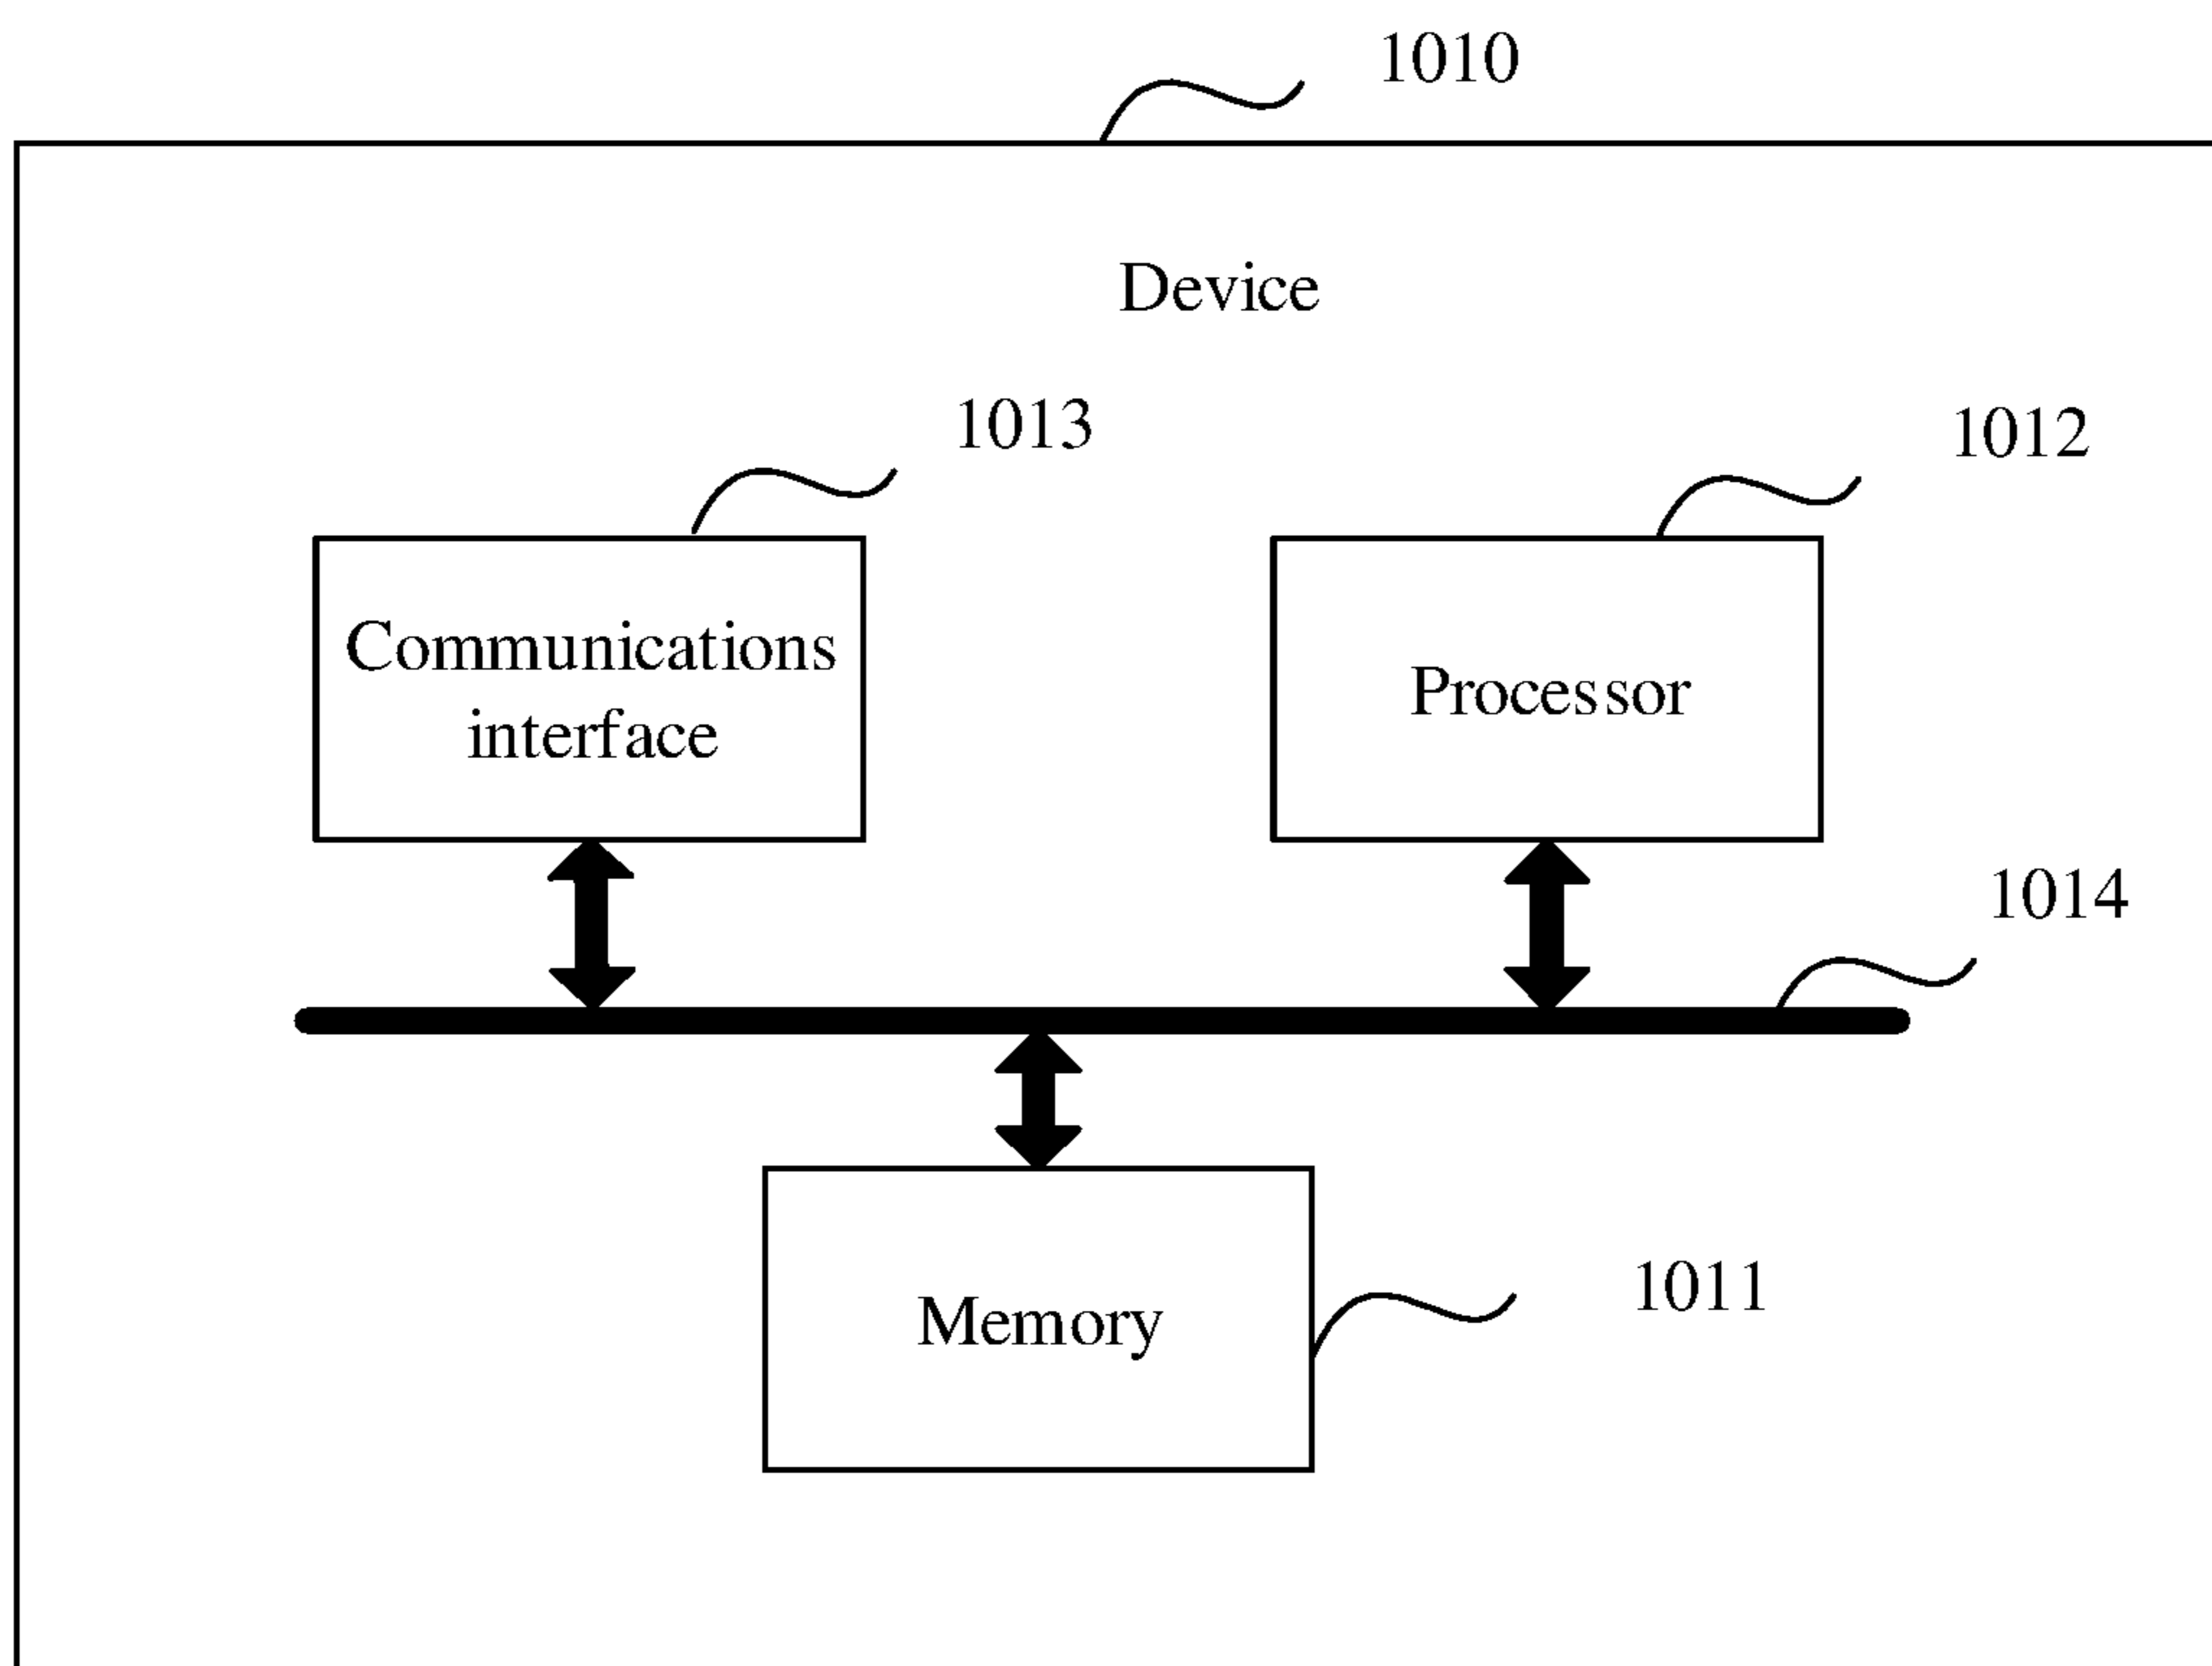 1010
Device
1013
1012
Communications
interface
Processor
1014
Memory
1011